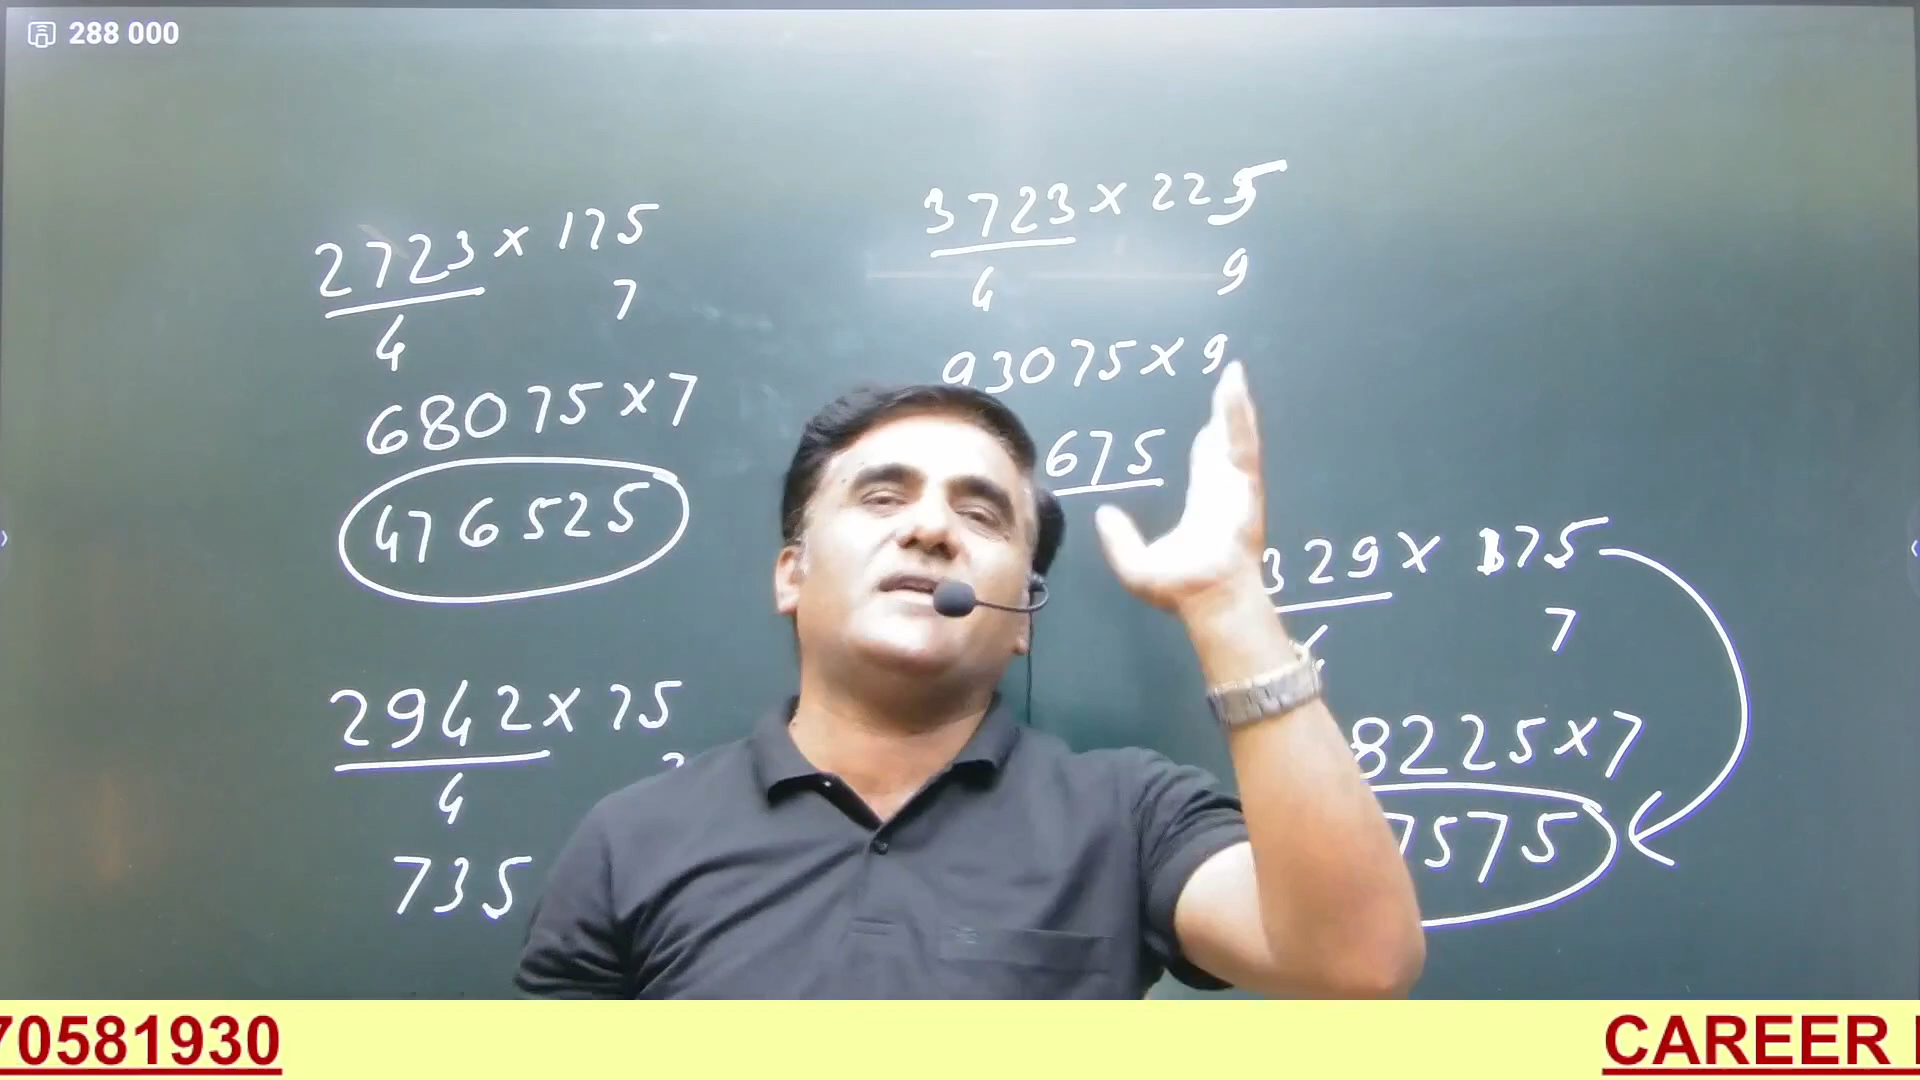 288 000
2723 x 175
4 7
68075 x 7
476525
3723 x 225
4 9
93075 x 9
675
329 x 175
7
8225 x 7
7575
2942 x 75
4
735
70581930
CAREER